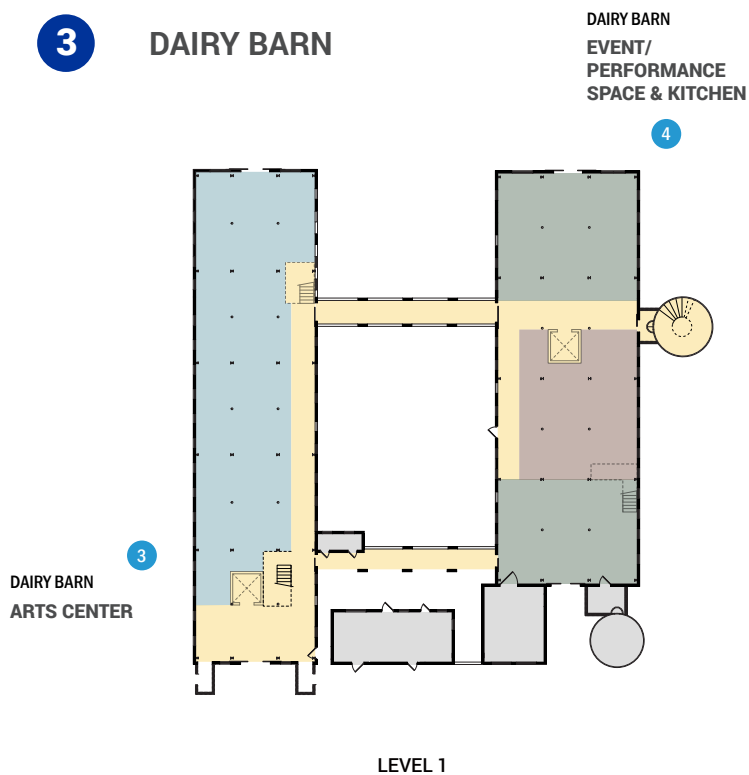 3
DAIRY BARN
DAIRY BARN
EVENT/
PERFORMANCE
SPACE & KITCHEN
4
3
DAIRY BARN
ARTS CENTER
LEVEL 1